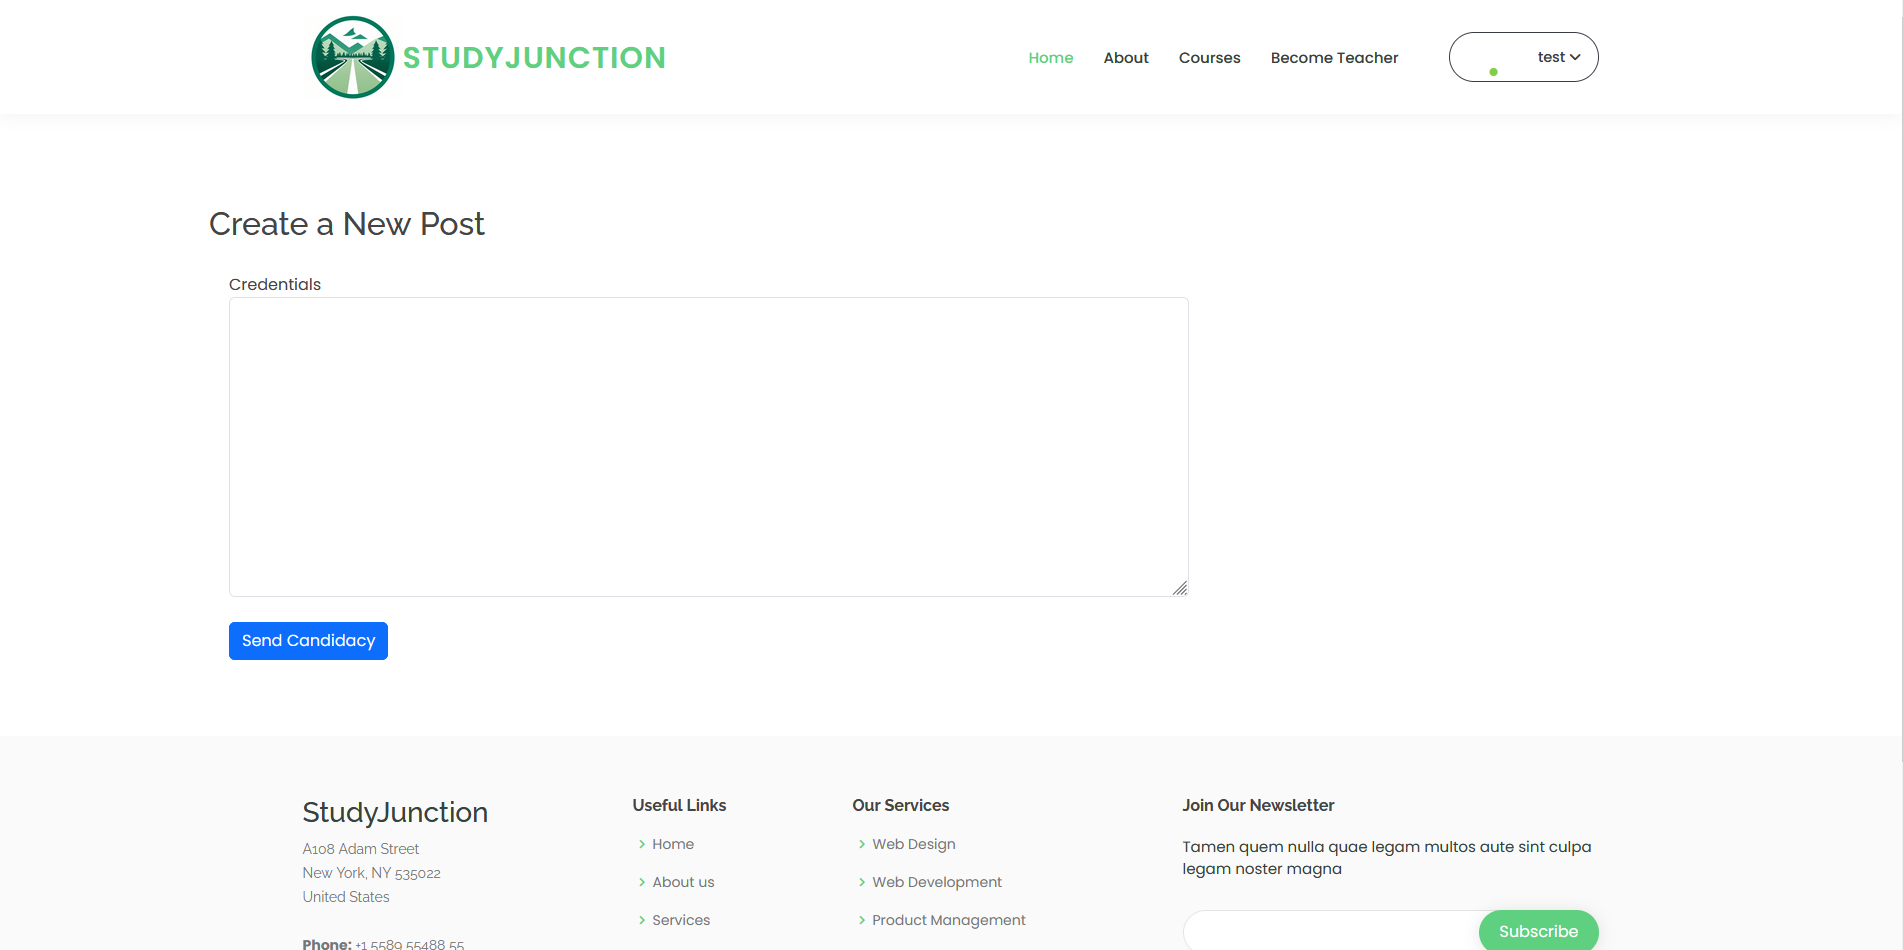 STUDYJUNCTION
Home
About
Courses
Become Teacher
test
Create a New Post
Credentials
Send Candidacy
StudyJunction
A108 Adam Street
New York, NY 535022
United States
Phone: +1 5589 55488 55
Useful Links
Home
About us
Services
Our Services
Web Design
Web Development
Product Management
Join Our Newsletter
Tamen quem nulla quae legam multos aute sint culpa
legam noster magna
Subscribe